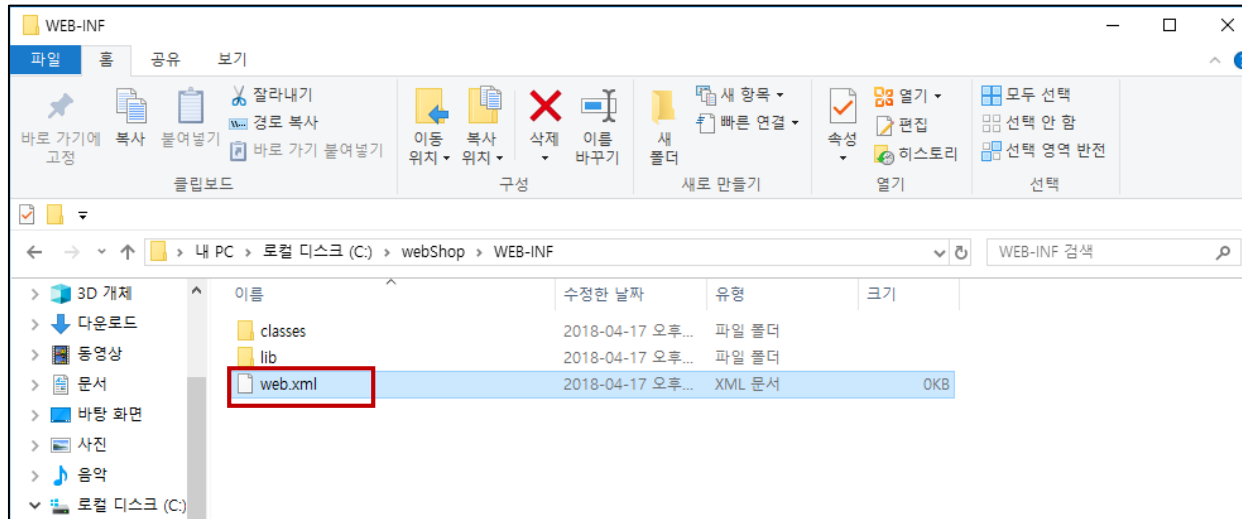 WEB-INF
파일 홈 공유 보기
바로 가기에 고정
복사
붙여넣기
잘라내기
경로 복사
바로 가기 붙여넣기
클립보드
이동 위치
복사 위치
삭제
이름 바꾸기
구성
새 폴더
새 항목
빠른 연결
새로 만들기
속성
열기
편집
히스토리
열기
모두 선택
선택 안 함
선택 영역 반전
선택
내 PC > 로컬 디스크 (C:) > webShop > WEB-INF
WEB-INF 검색
3D 개체
다운로드
동영상
문서
바탕 화면
사진
음악
로컬 디스크 (C:)
이름 수정한 날짜 유형 크기
classes 2018-04-17 오후... 파일 폴더
lib 2018-04-17 오후... 파일 폴더
web.xml 2018-04-17 오후... XML 문서 0KB